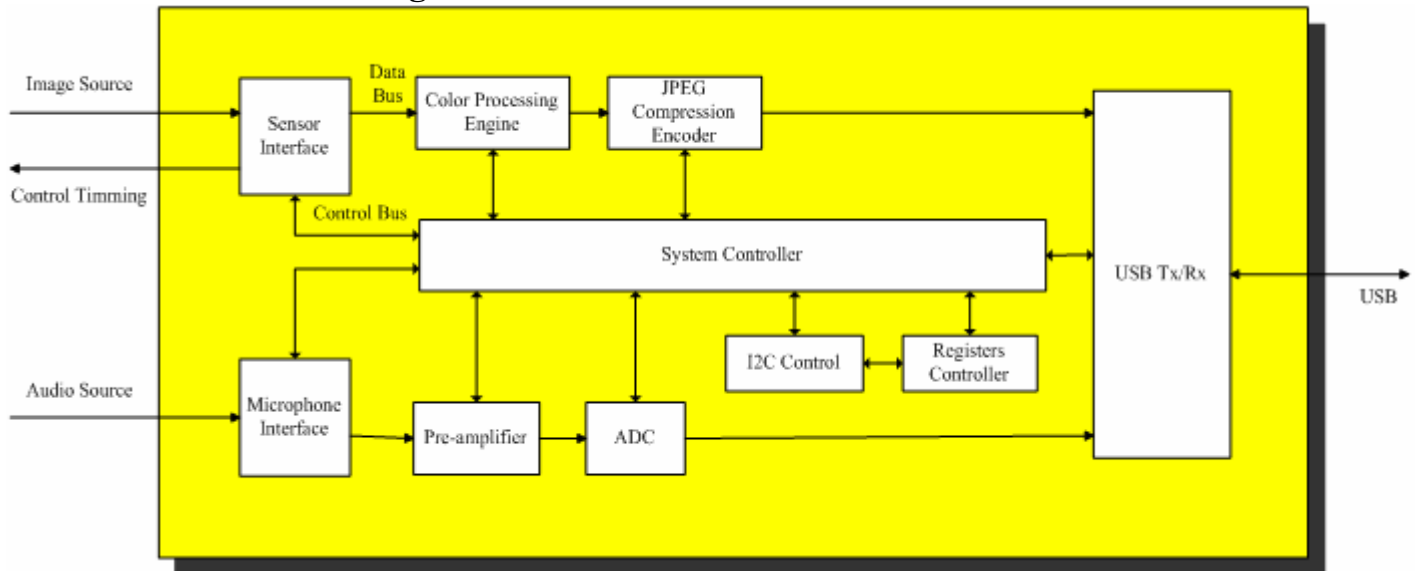 Image Source
Control Timming
Sensor
Interface
Data
Bus
Color Processing
Engine
JPEG
Compression
Encoder
Control Bus
System Controller
USB Tx/Rx
USB
I2C Control
Registers
Controller
Audio Source
Microphone
Interface
Pre-amplifier
ADC